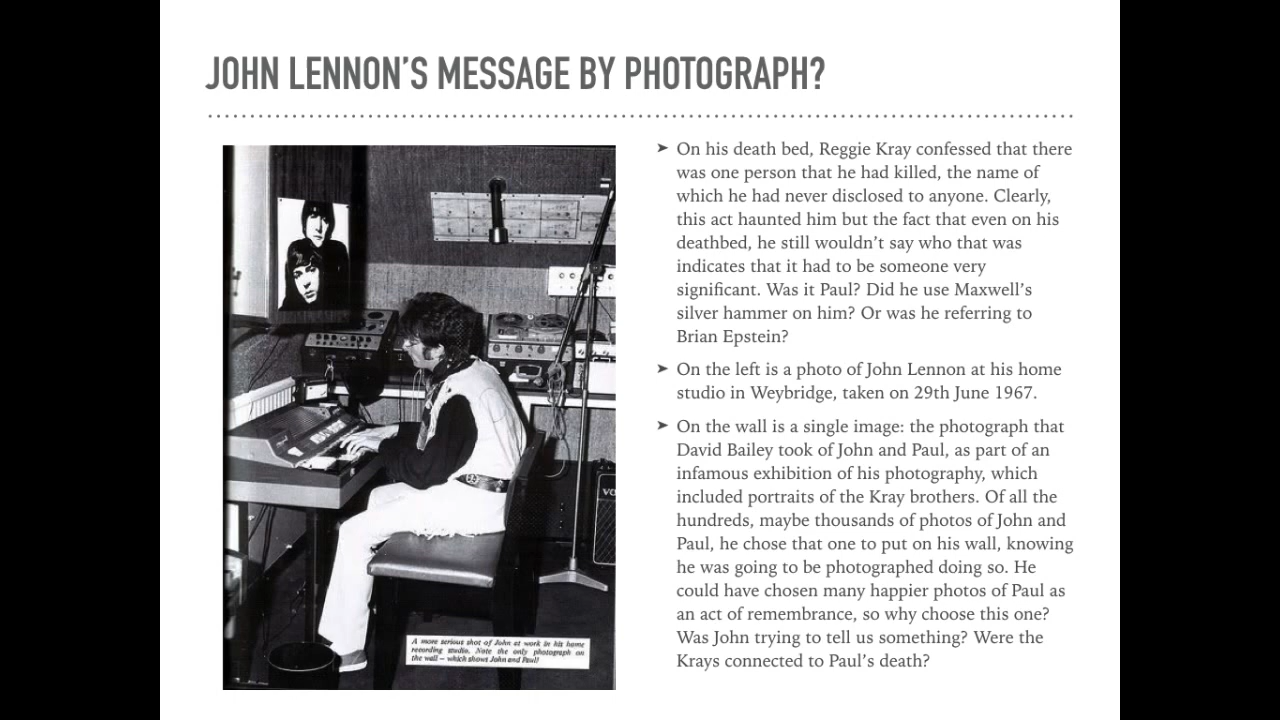 JOHN LENNON'S MESSAGE BY PHOTOGRAPH?
➤ On his death bed, Reggie Kray confessed that there
was one person that he had killed, the name of
which he had never disclosed to anyone. Clearly,
this act haunted him but the fact that even on his
deathbed, he still wouldn't say who that was
indicates that it had to be someone very
significant. Was it Paul? Did he use Maxwell's
silver hammer on him? Or was he referring to
Brian Epstein?
➤ On the left is a photo of John Lennon at his home
studio in Weybridge, taken on 29th June 1967.
➤ On the wall is a single image: the photograph that
David Bailey took of John and Paul, as part of an
infamous exhibition of his photography, which
included portraits of the Kray brothers. Of all the
hundreds, maybe thousands of photos of John and
Paul, he chose that one to put on his wall, knowing
he was going to be photographed doing so. He
could have chosen many happier photos of Paul as
an act of remembrance, so why choose this one?
Was John trying to tell us something? Were the
Krays connected to Paul's death?
VO
A more serious shot of John at work in his home
recording studio. Note the only photograph on
the wall – which shows John and Paul!